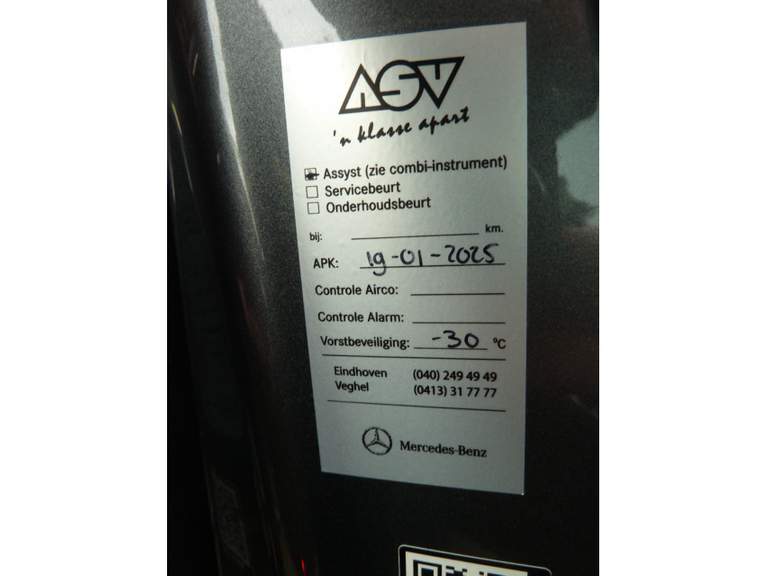 ASV
'n klasse apart
Assyst (zie combi-instrument)
Servicebeurt
Onderhoudsbeurt
bij: km.
APK: 19-01-2025
Controle Airco:
Controle Alarm:
Vorstbeveiliging: -30 °C
Eindhoven (040) 249 49 49
Veghel (0413) 31 77 77
Mercedes-Benz